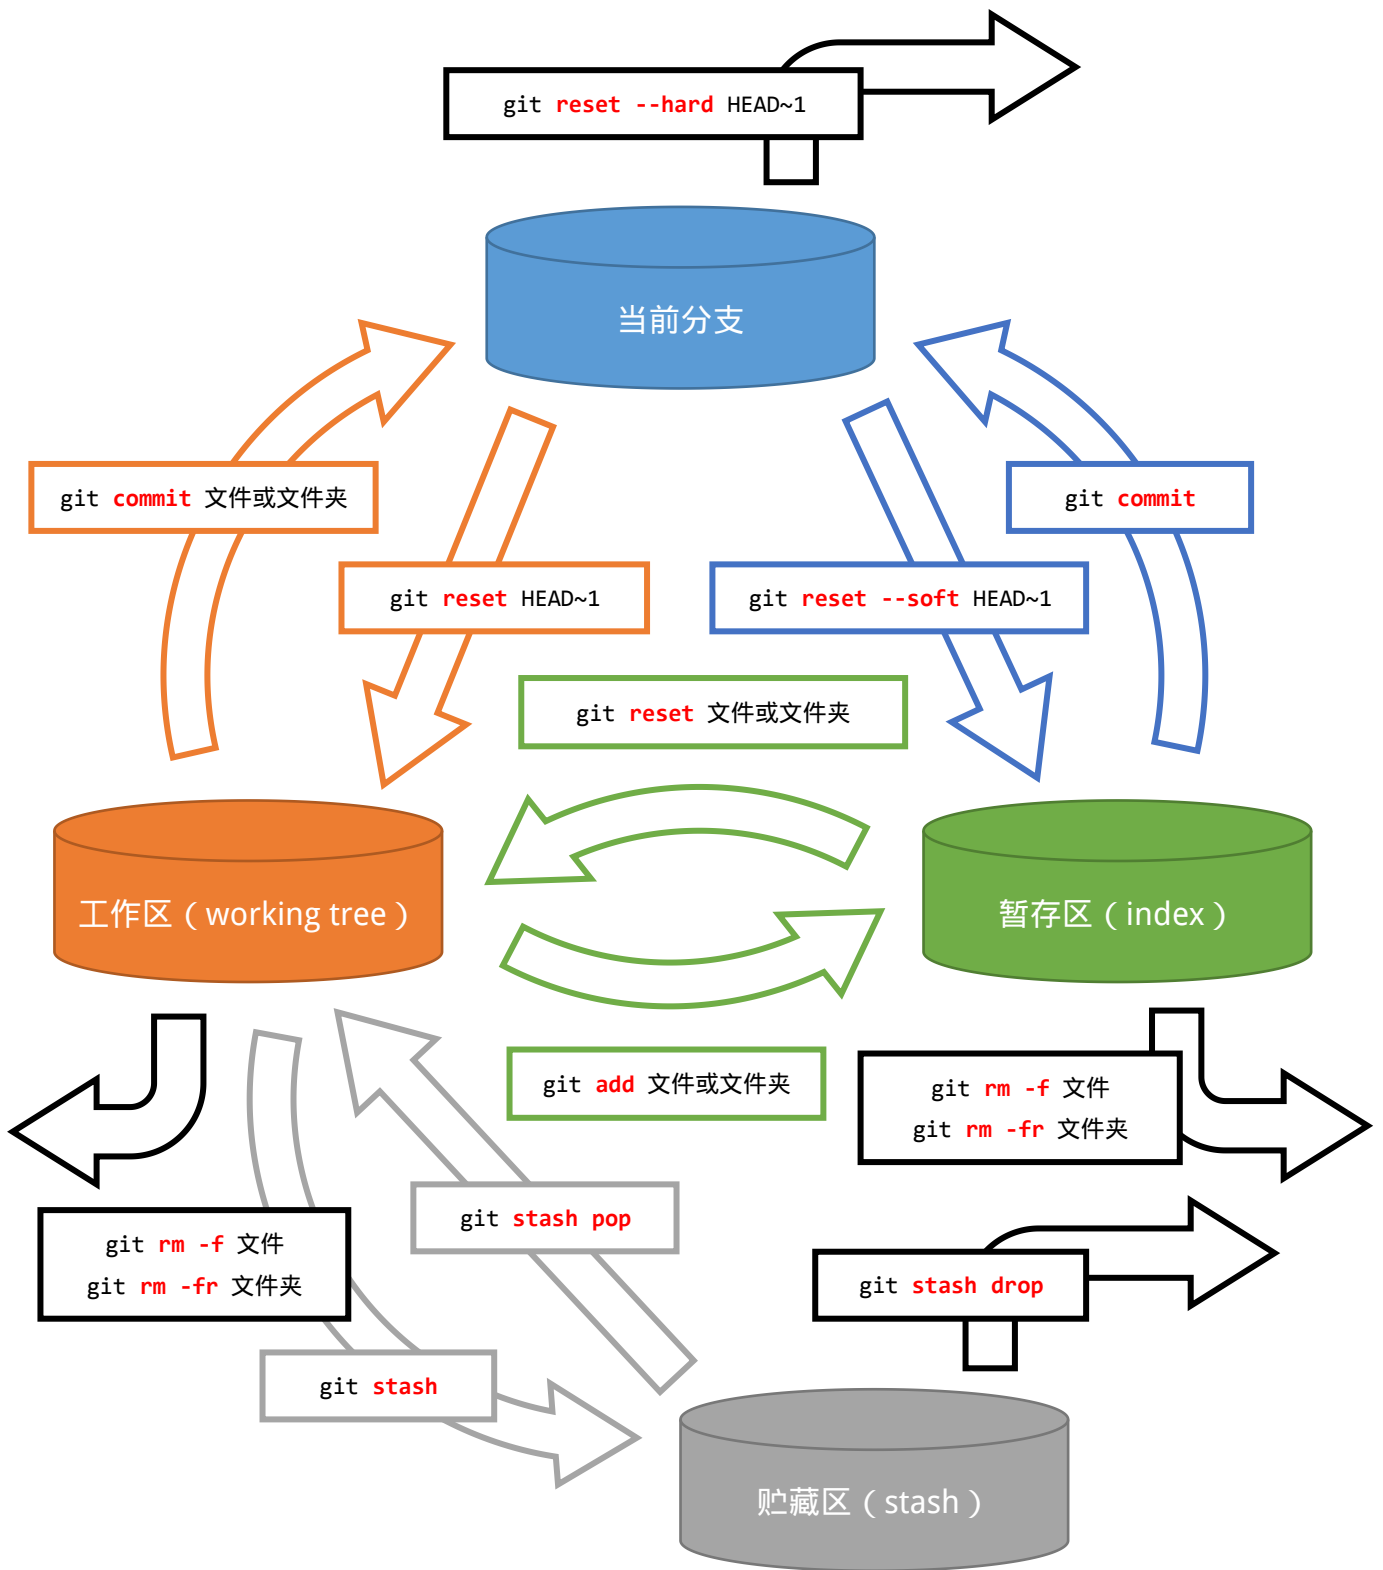 git reset --hard HEAD~1
当前分支
git commit 文件或文件夹
git commit
git reset HEAD~1
git reset --soft HEAD~1
git reset 文件或文件夹
工作区（working tree）
暂存区（index）
git add 文件或文件夹
git rm -f 文件
git rm -fr 文件夹
git stash pop
git rm -f 文件
git rm -fr 文件夹
git stash drop
git stash
贮藏区（stash）